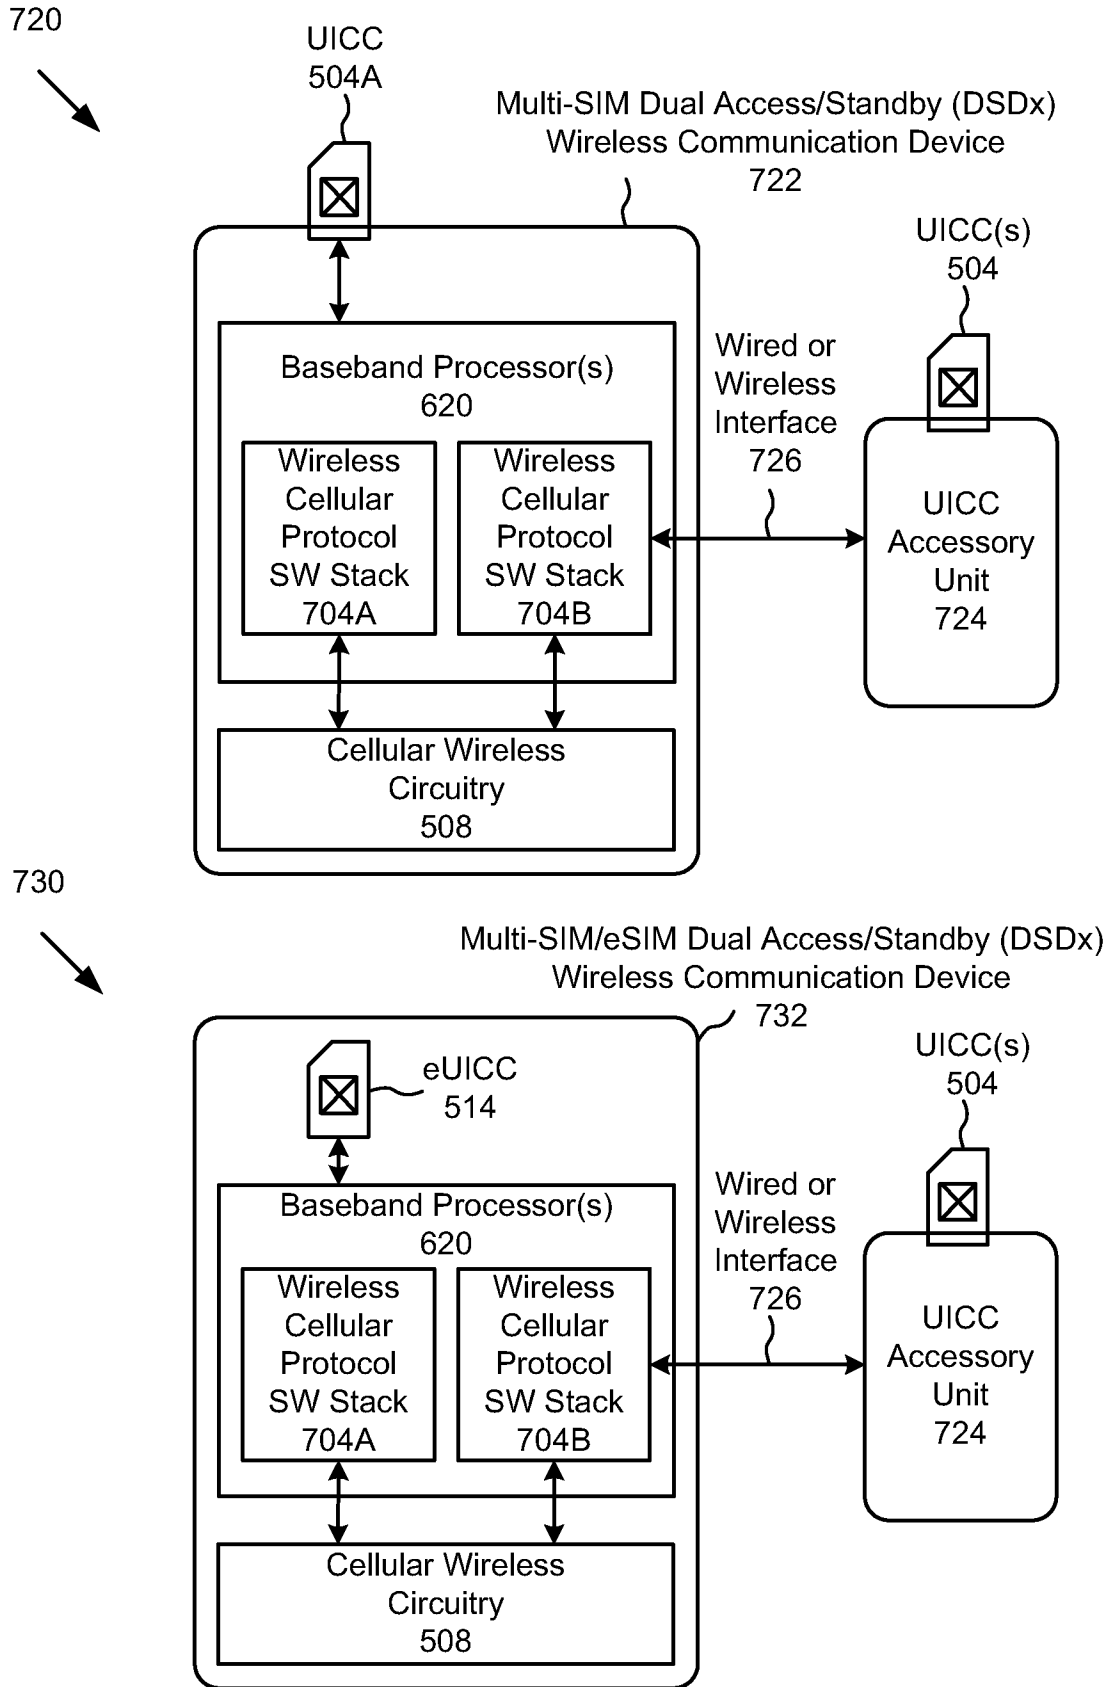 720
UICC
504A
Multi-SIM Dual Access/Standby (DSDx)
Wireless Communication Device
722
UICC(s)
504
Baseband Processor(s)
620
Wired or
Wireless
Interface
726
Wireless
Cellular
Protocol
SW Stack
704A
Wireless
Cellular
Protocol
SW Stack
704B
UICC
Accessory
Unit
724
Cellular Wireless
Circuitry
508
730
Multi-SIM/eSIM Dual Access/Standby (DSDx)
Wireless Communication Device
732
eUICC
514
UICC(s)
504
Baseband Processor(s)
620
Wired or
Wireless
Interface
726
Wireless
Cellular
Protocol
SW Stack
704A
Wireless
Cellular
Protocol
SW Stack
704B
UICC
Accessory
Unit
724
Cellular Wireless
Circuitry
508